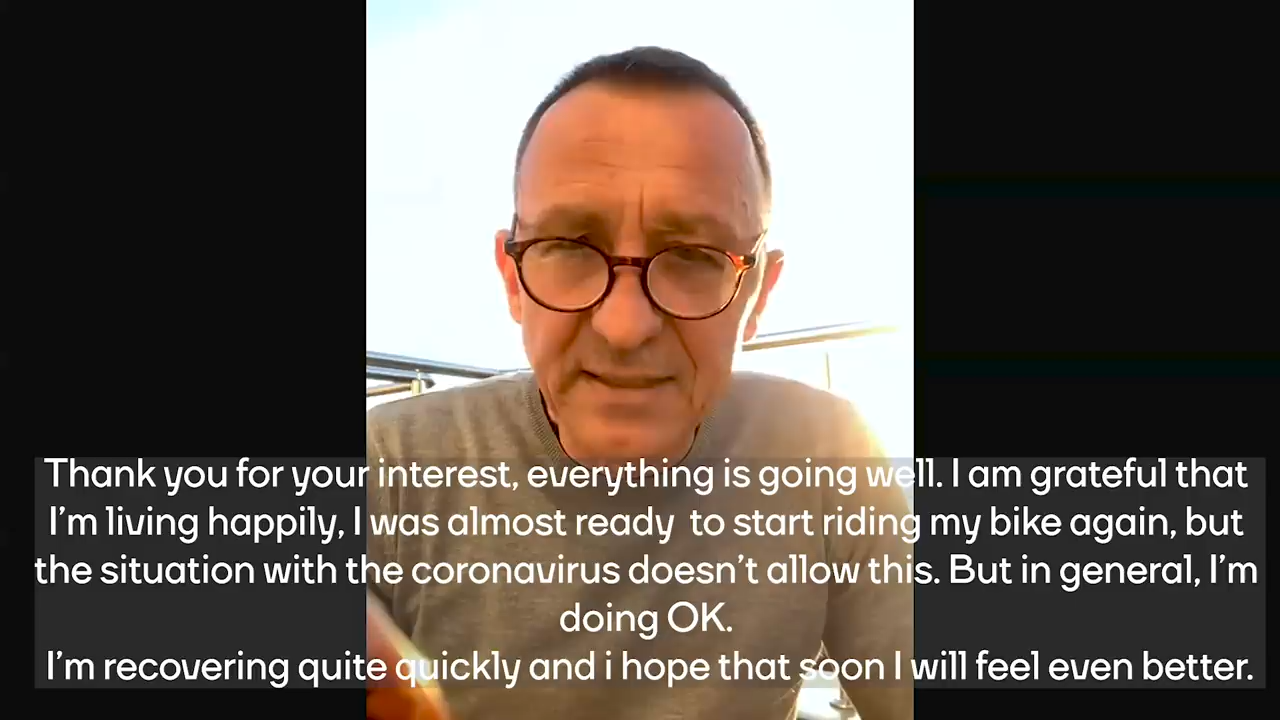 Thank you for your interest, everything is going well. I am grateful that
I'm living happily, I was almost ready to start riding my bike again, but
the situation with the coronavirus doesn't allow this. But in general, I'm
doing OK.
I'm recovering quite quickly and i hope that soon I will feel even better.